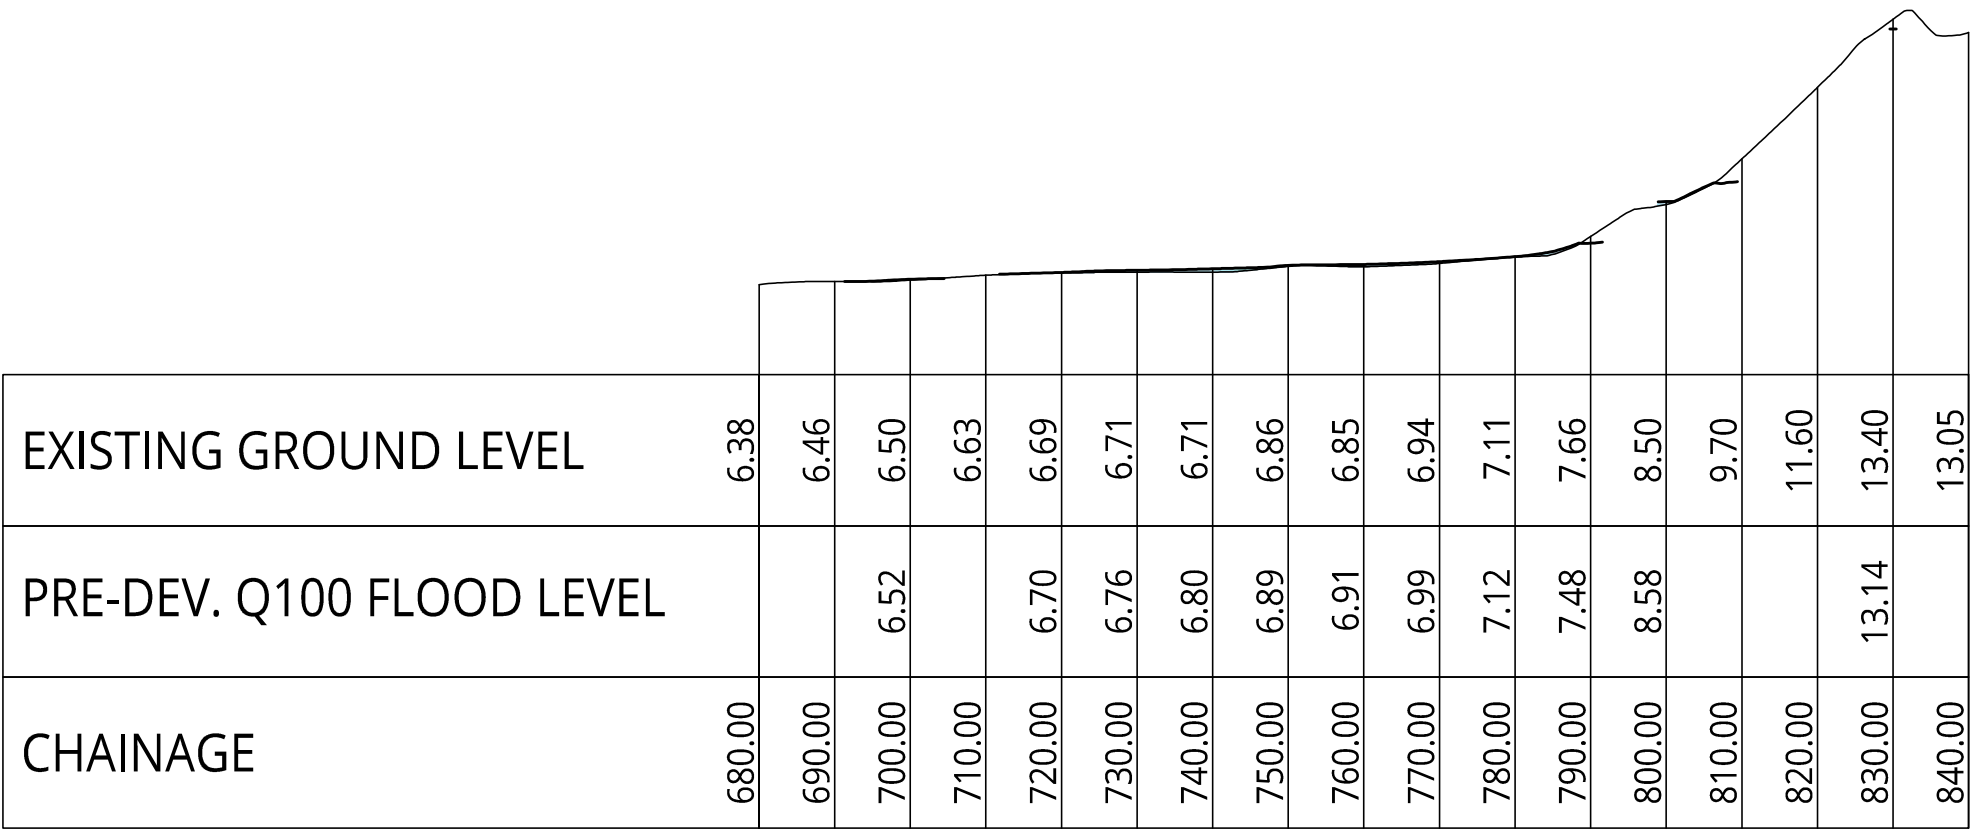 EXISTING GROUND LEVEL 6.38 6.46 6.50 6.63 6.69 6.71 6.71 6.86 6.85 6.94 7.11 7.66 8.50 9.70 11.60 13.40 13.05
PRE-DEV. Q100 FLOOD LEVEL 6.52 6.70 6.76 6.80 6.89 6.91 6.99 7.12 7.48 8.58 13.14
CHAINAGE 680.00 690.00 700.00 710.00 720.00 730.00 740.00 750.00 760.00 770.00 780.00 790.00 800.00 810.00 820.00 830.00 840.00